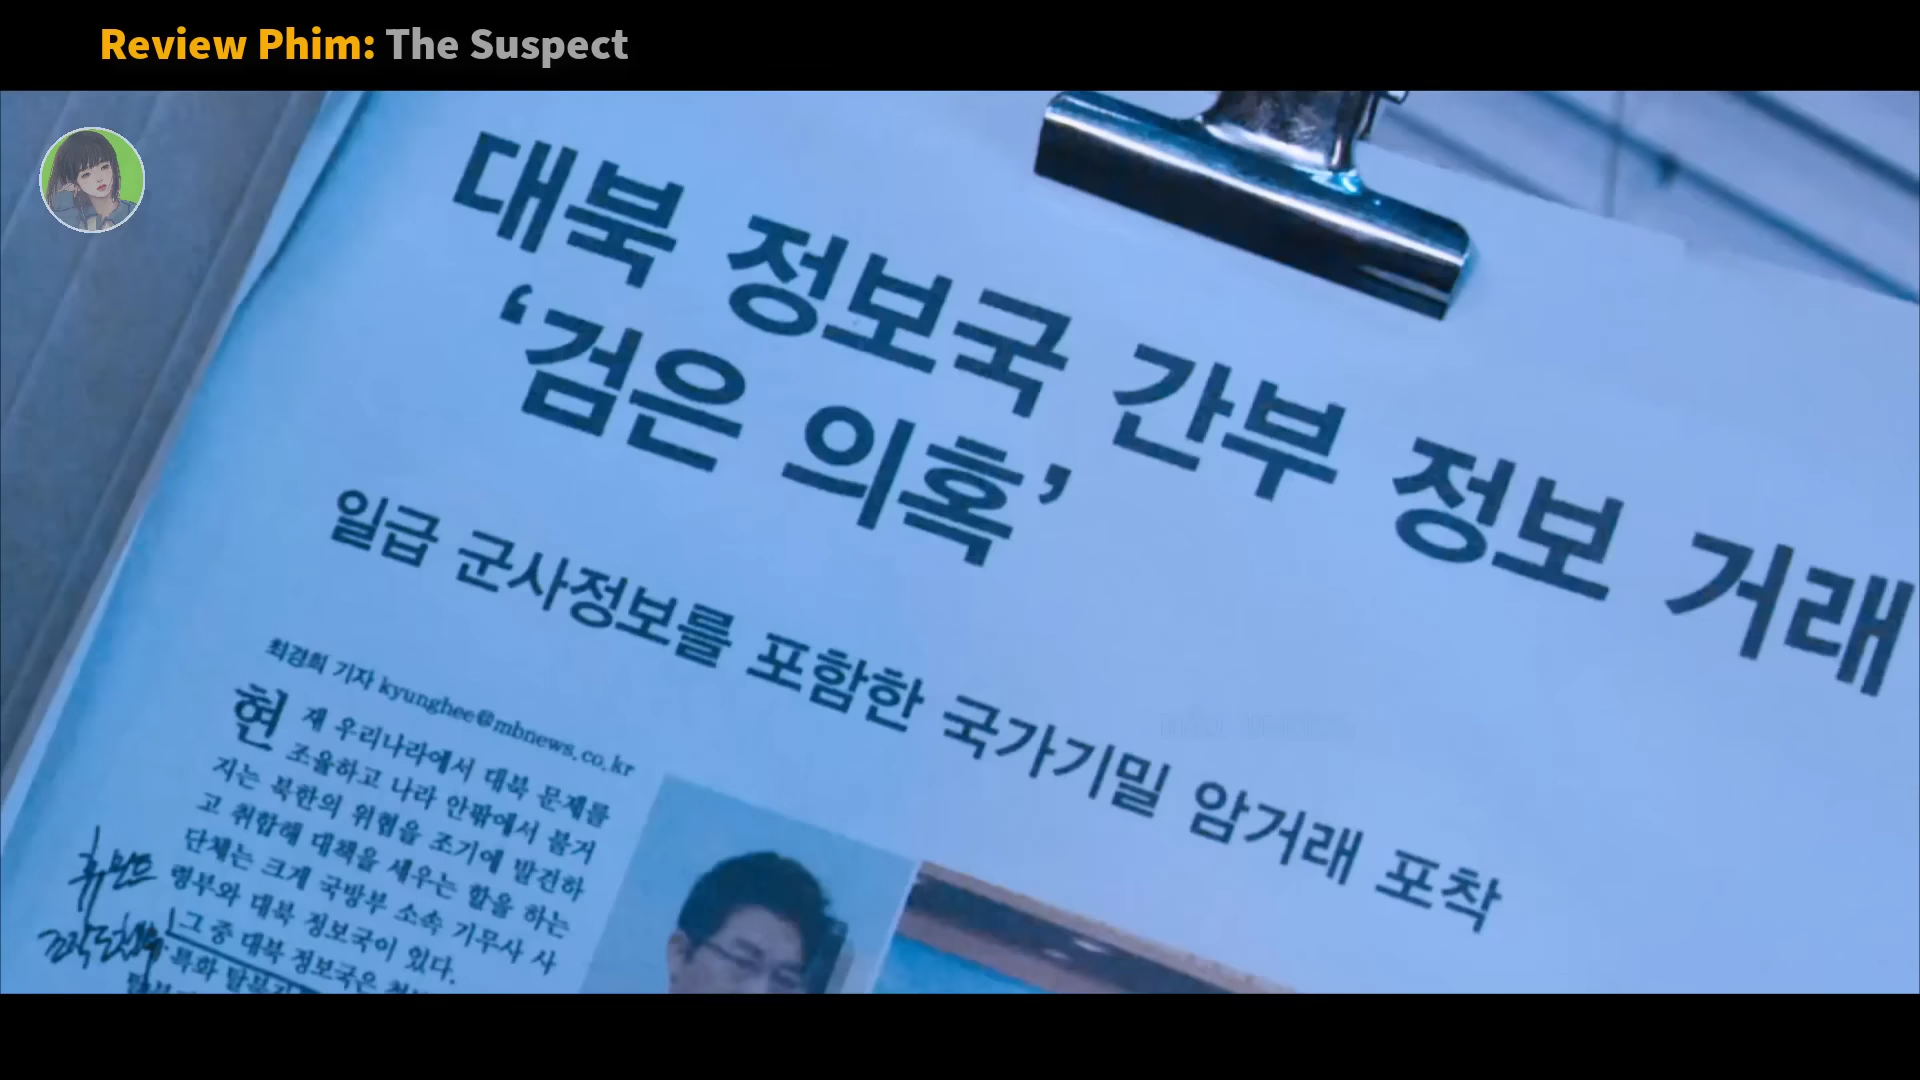 Review Phim: The Suspect
대북 정보국 간부 정보 거래
‘검은 의혹’
일급 군사정보를 포함한 국가기밀 암거래 포착
최경희 기자 kyunghee@mbnews.co.kr
현재 우리나라에서 대북 문제를
조율하고 나라 안팎에서 불거
지는 북한의 위협을 조기에 발견하
고 취합해 대책을 세우는 할을 하는
단체는 크게 국방부 소속 기무사 사
령부와 대북 정보국이 있다.
그 중 대북 정보국은
특화 탈북